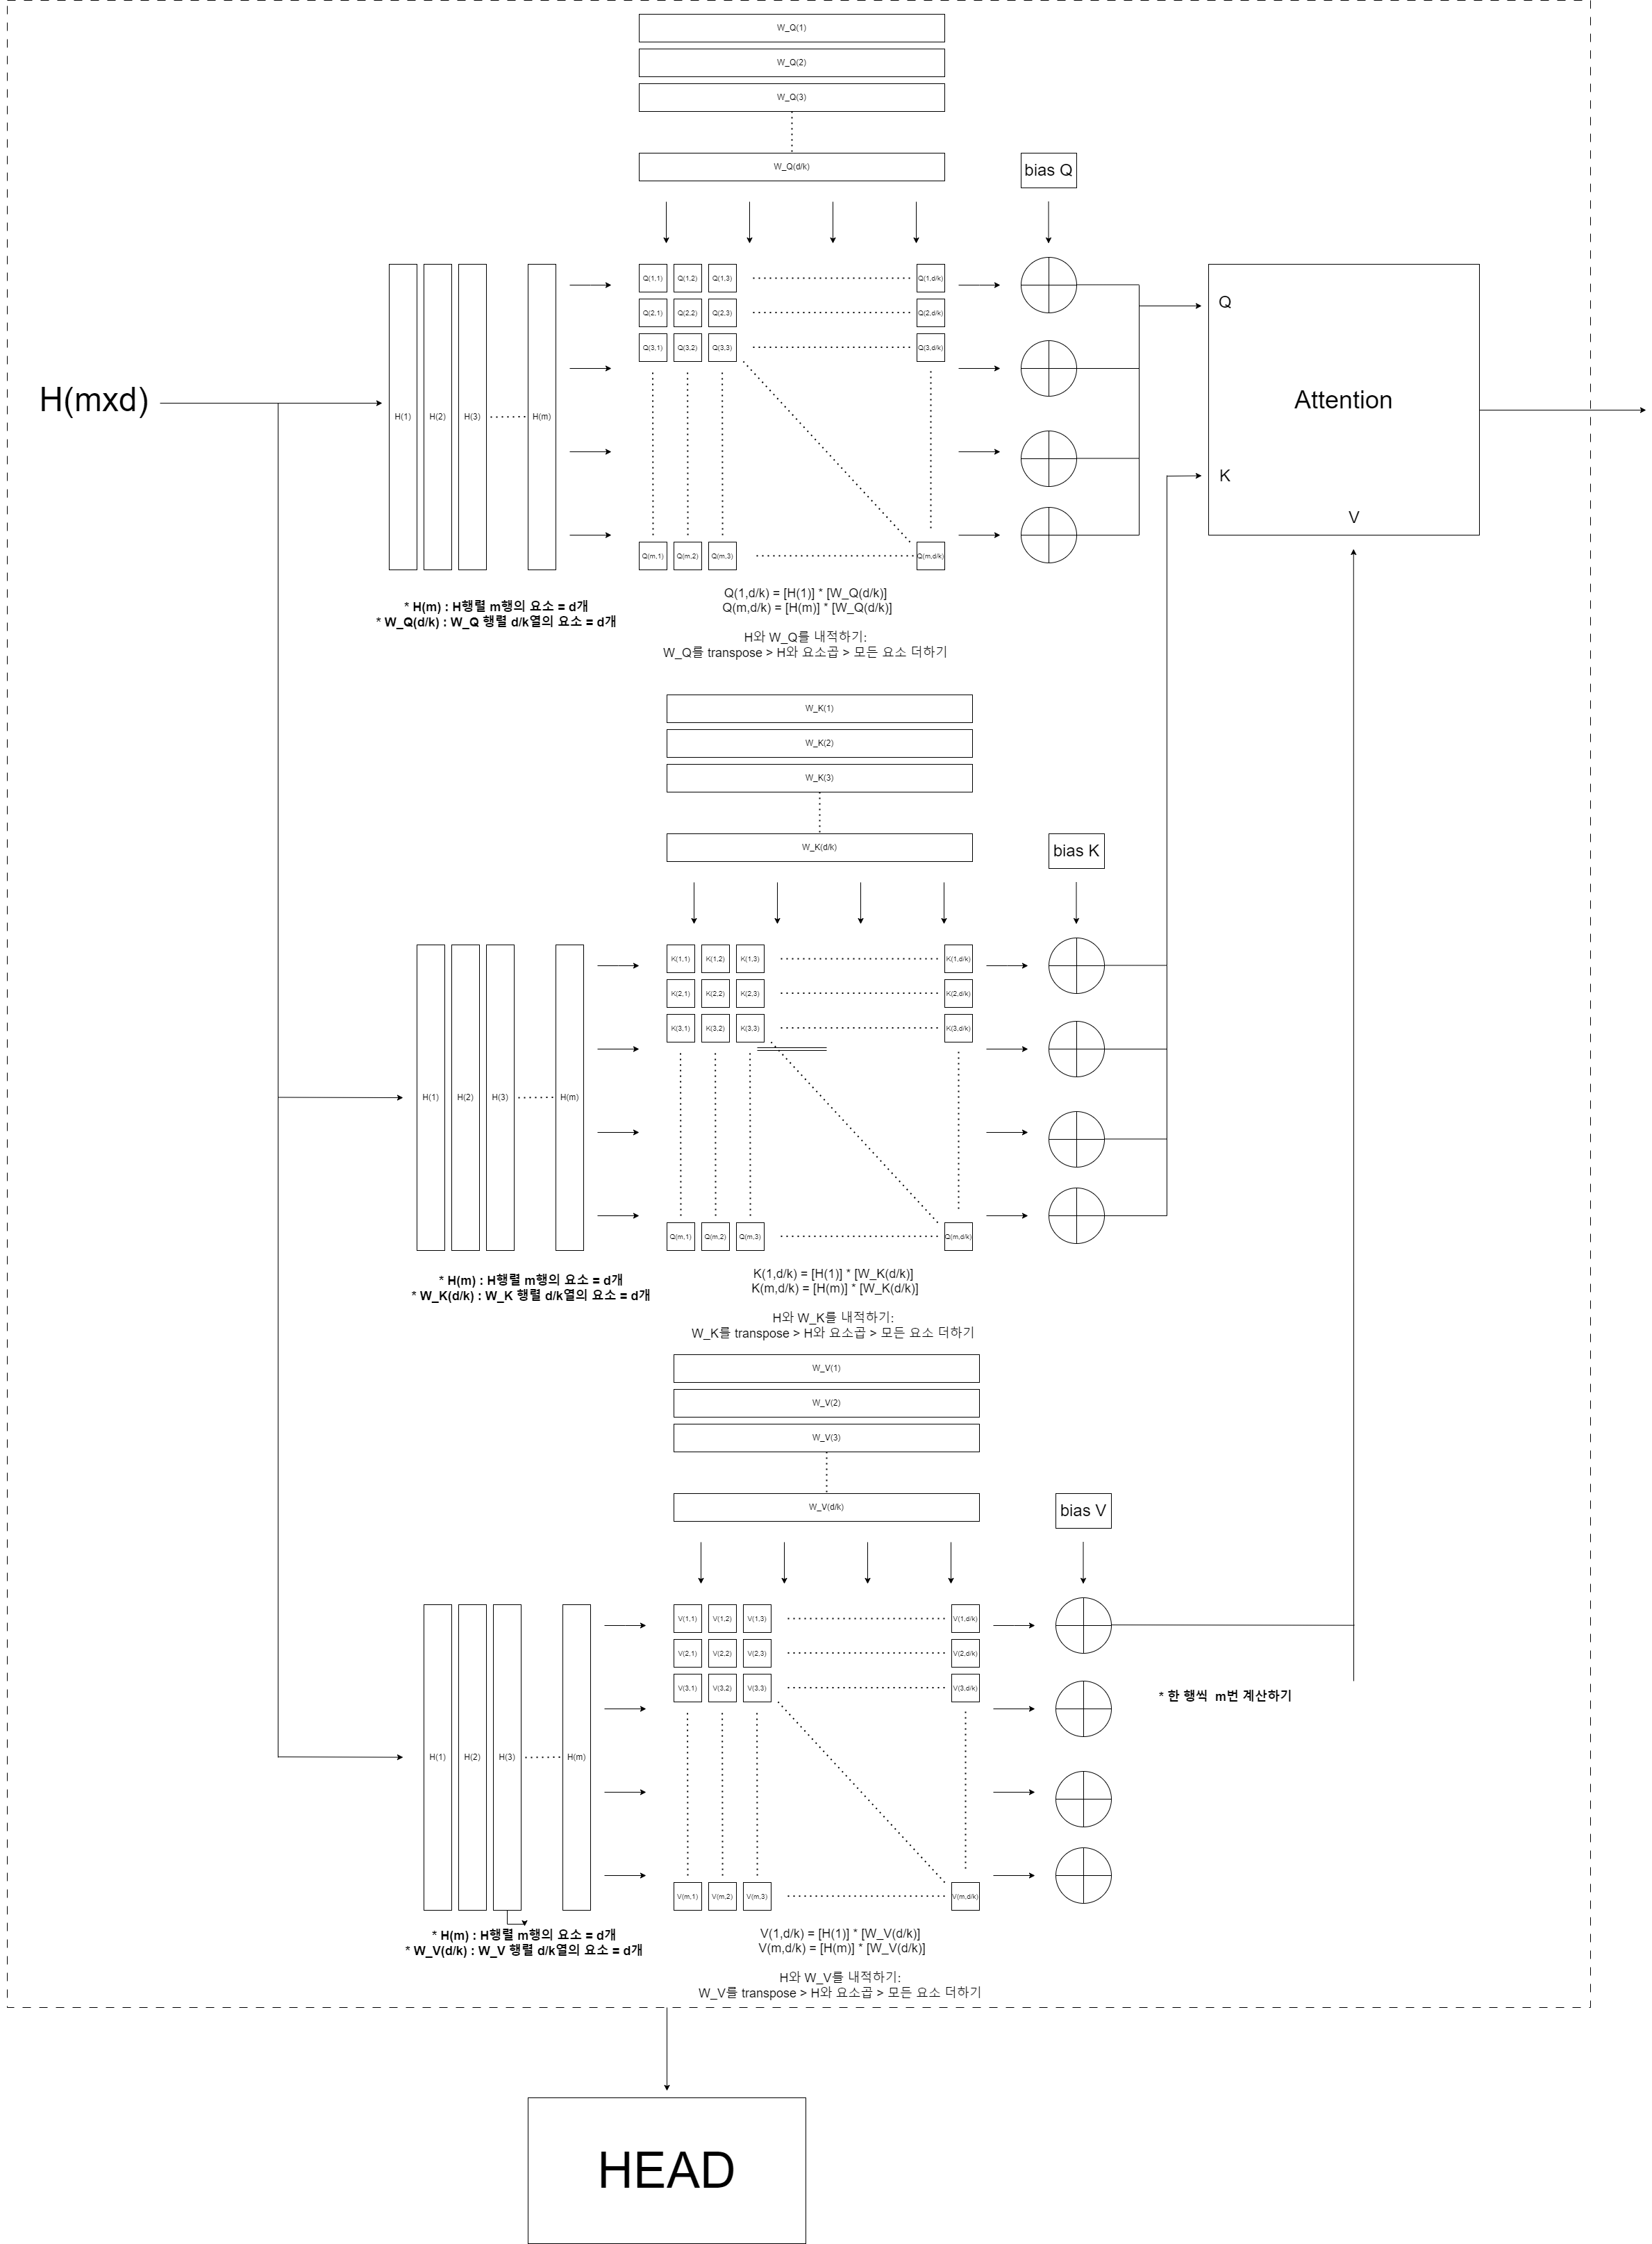 W_Q(1)
W_Q(2)
W_Q(3)
W_Q(d/k)
bias Q
H(mxd)
H(1) H(2) H(3) H(m)
Q(1,1) Q(1,2) Q(1,3) Q(1,d/k)
Q(2,1) Q(2,2) Q(2,3) Q(2,d/k)
Q(3,1) Q(3,2) Q(3,3) Q(3,d/k)
Q(m,1) Q(m,2) Q(m,3) Q(m,d/k)
Q
Attention
K
V
* H(m) : H행렬 m행의 요소 = d개
* W_Q(d/k) : W_Q 행렬 d/k열의 요소 = d개
Q(1,d/k) = [H(1)] * [W_Q(d/k)]
Q(m,d/k) = [H(m)] * [W_Q(d/k)]
H와 W_Q를 내적하기:
W_Q를 transpose > H와 요소곱 > 모든 요소 더하기
W_K(1)
W_K(2)
W_K(3)
W_K(d/k)
bias K
H(1) H(2) H(3) H(m)
K(1,1) K(1,2) K(1,3) K(1,d/k)
K(2,1) K(2,2) K(2,3) K(2,d/k)
K(3,1) K(3,2) K(3,3) K(3,d/k)
Q(m,1) Q(m,2) Q(m,3) Q(m,d/k)
* H(m) : H행렬 m행의 요소 = d개
* W_K(d/k) : W_K 행렬 d/k열의 요소 = d개
K(1,d/k) = [H(1)] * [W_K(d/k)]
K(m,d/k) = [H(m)] * [W_K(d/k)]
H와 W_K를 내적하기:
W_K를 transpose > H와 요소곱 > 모든 요소 더하기
W_V(1)
W_V(2)
W_V(3)
W_V(d/k)
bias V
H(1) H(2) H(3) H(m)
V(1,1) V(1,2) V(1,3) V(1,d/k)
V(2,1) V(2,2) V(2,3) V(2,d/k)
V(3,1) V(3,2) V(3,3) V(3,d/k)
V(m,1) V(m,2) V(m,3) V(m,d/k)
* 한 행씩 m번 계산하기
* H(m) : H행렬 m행의 요소 = d개
* W_V(d/k) : W_V 행렬 d/k열의 요소 = d개
V(1,d/k) = [H(1)] * [W_V(d/k)]
V(m,d/k) = [H(m)] * [W_V(d/k)]
H와 W_V를 내적하기:
W_V를 transpose > H와 요소곱 > 모든 요소 더하기
HEAD